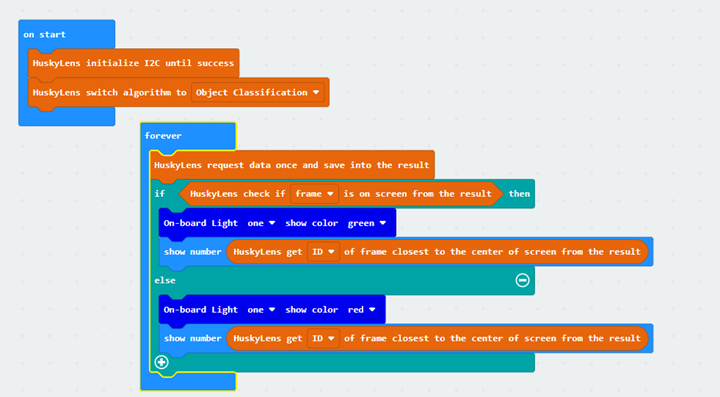 on start
HuskyLens initialize I2C until success
HuskyLens switch algorithm to Object Classification
forever
HuskyLens request data once and save into the result
if HuskyLens check if frame is on screen from the result then
On-board Light one show color green
show number HuskyLens get ID of frame closest to the center of screen from the result
else
On-board Light one show color red
show number HuskyLens get ID of frame closest to the center of screen from the result